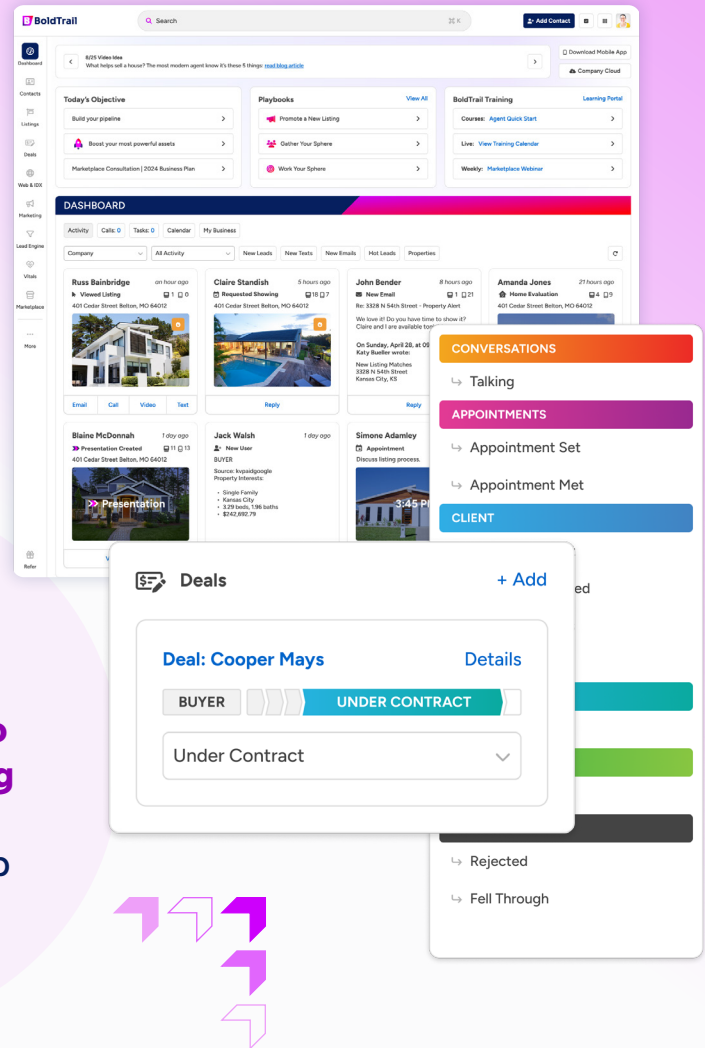 BoldTrail
Search
⌘ K
Add Contact
Dashboard
Contacts
Listings
Deals
Web & IDX
Marketing
Lead Engine
Vitals
Marketplace
More
Refer
8/25 Video Idea
What helps sell a house? The most modern agent know it's these 5 things: read blog article
Download Mobile App
Company Cloud
Today's Objective
Build your pipeline
Boost your most powerful assets
Marketplace Consultation | 2024 Business Plan
Playbooks
View All
Promote a New Listing
Gather Your Sphere
Work Your Sphere
BoldTrail Training
Learning Portal
Courses: Agent Quick Start
Live: View Training Calendar
Weekly: Marketplace Webinar
DASHBOARD
Activity
Calls: 0
Tasks: 0
Calendar
My Business
Company
All Activity
New Leads
New Texts
New Emails
Hot Leads
Properties
Russ Bainbridge
an hour ago
Viewed Listing
1 0
401 Cedar Street Belton, MO 64012
Email
Call
Video
Text
Claire Standish
5 hours ago
Requested Showing
18 7
401 Cedar Street Belton, MO 64012
Reply
John Bender
8 hours ago
New Email
1 21
Re: 3328 N 54th Street - Property Alert
We love it! Do you have time to show it?
Claire and I are available
On Sunday, April 28, at 09
Katy Bueller wrote:
New Listing Matches
3328 N 54th Street
Kansas City, KS
Reply
Amanda Jones
21 hours ago
Home Evaluation
4 9
401 Cedar Street Belton, MO 64012
Blaine McDonnah
1 day ago
Presentation Created
11 13
401 Cedar Street Belton, MO 64012
Presentation
Jack Walsh
1 day ago
New User
BUYER
Source: kvpaidgoogle
Property Interests:
• Single Family
• Kansas City
• 3.29 beds, 1.96 baths
• $242,692.79
Simone Adamley
Appointment
Discuss listing process.
3:45 P
CONVERSATIONS
Talking
APPOINTMENTS
Appointment Set
Appointment Met
CLIENT
ed
Rejected
Fell Through
Deals
+ Add
Deal: Cooper Mays
Details
BUYER
UNDER CONTRACT
Under Contract